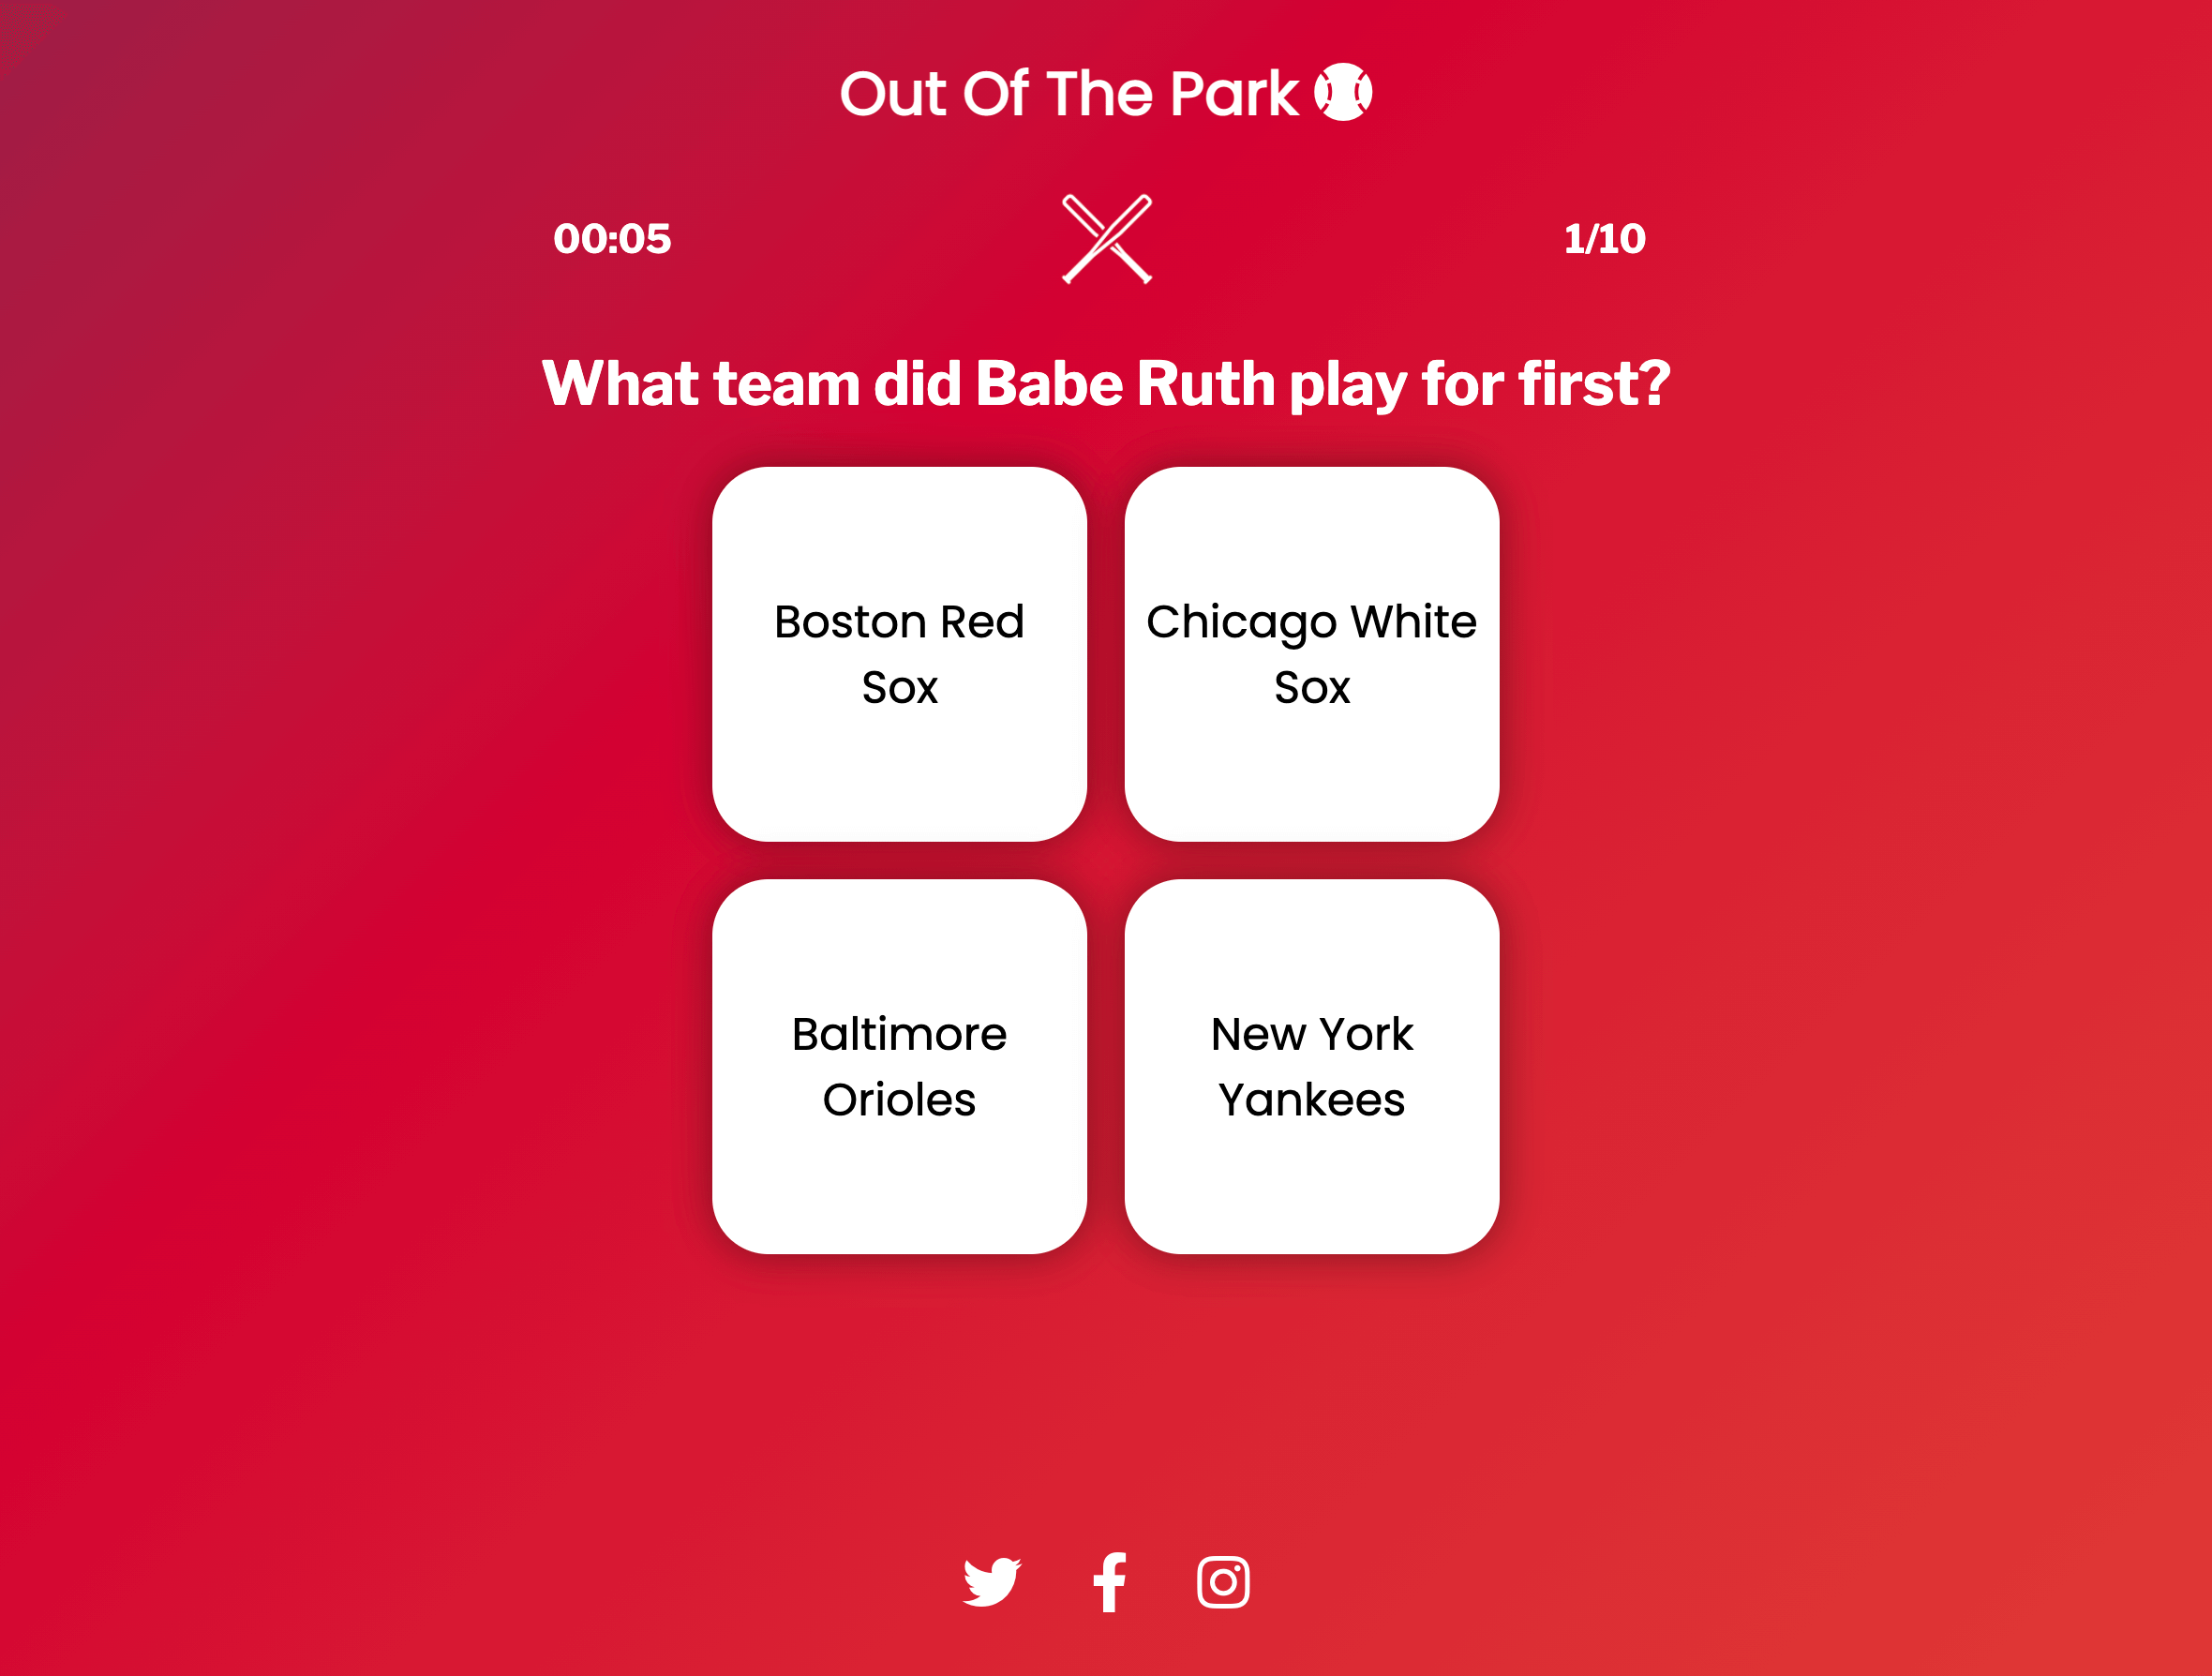 Out Of The Park
00:05
1/10
What team did Babe Ruth play for first?
Boston Red
Sox
Chicago White
Sox
Baltimore
Orioles
New York
Yankees